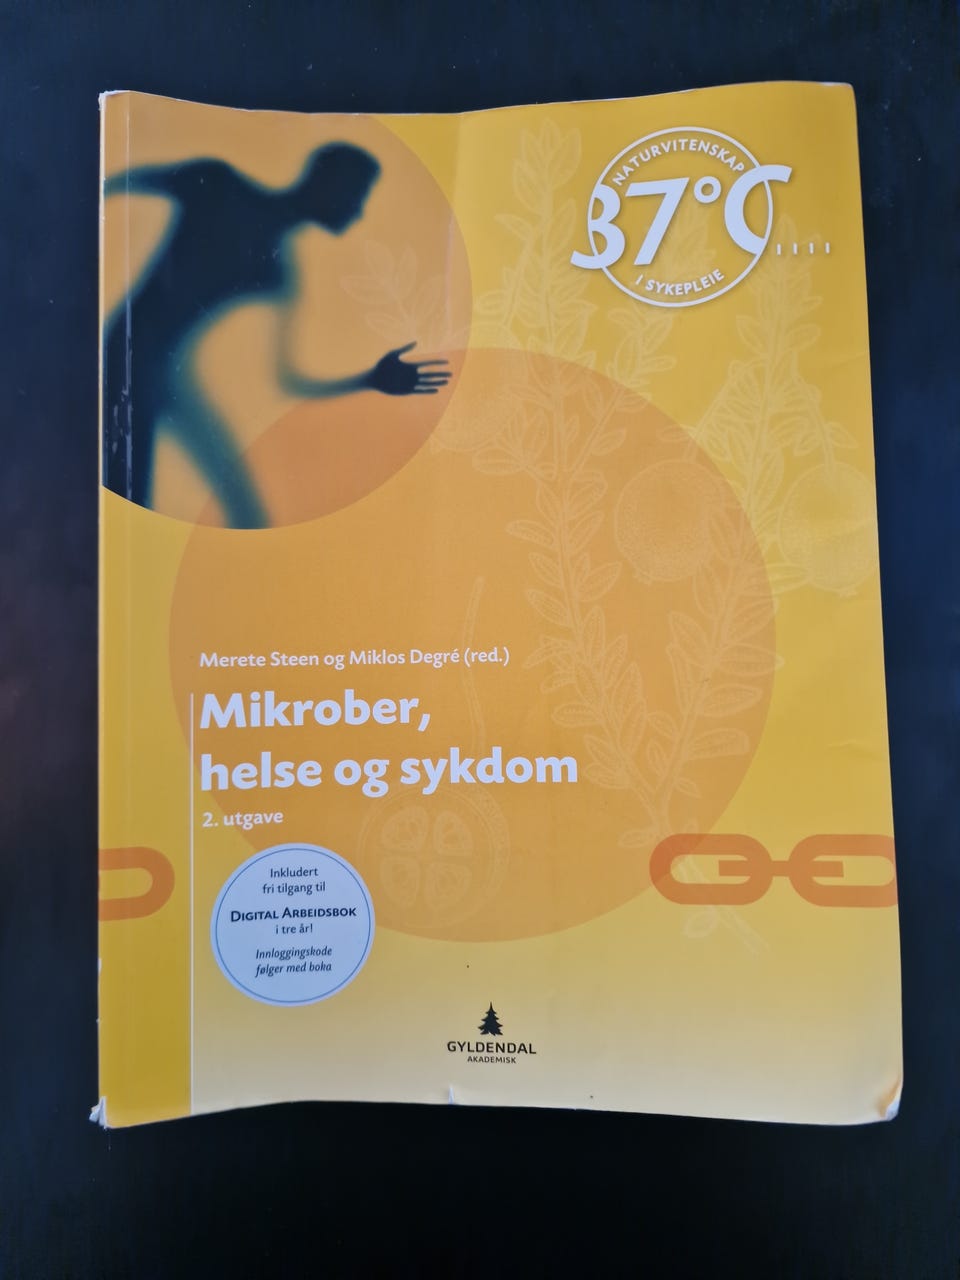 NATURVITENSKAP
37°C
I SYKEPLEIE
Merete Steen og Miklos Degré (red.)
Mikrober,
helse og sykdom
2. utgave
Inkludert
fri tilgang til
DIGITAL ARBEIDSBOK
i tre år!
Innloggingskode
følger med boka
GYLDENDAL
AKADEMISK